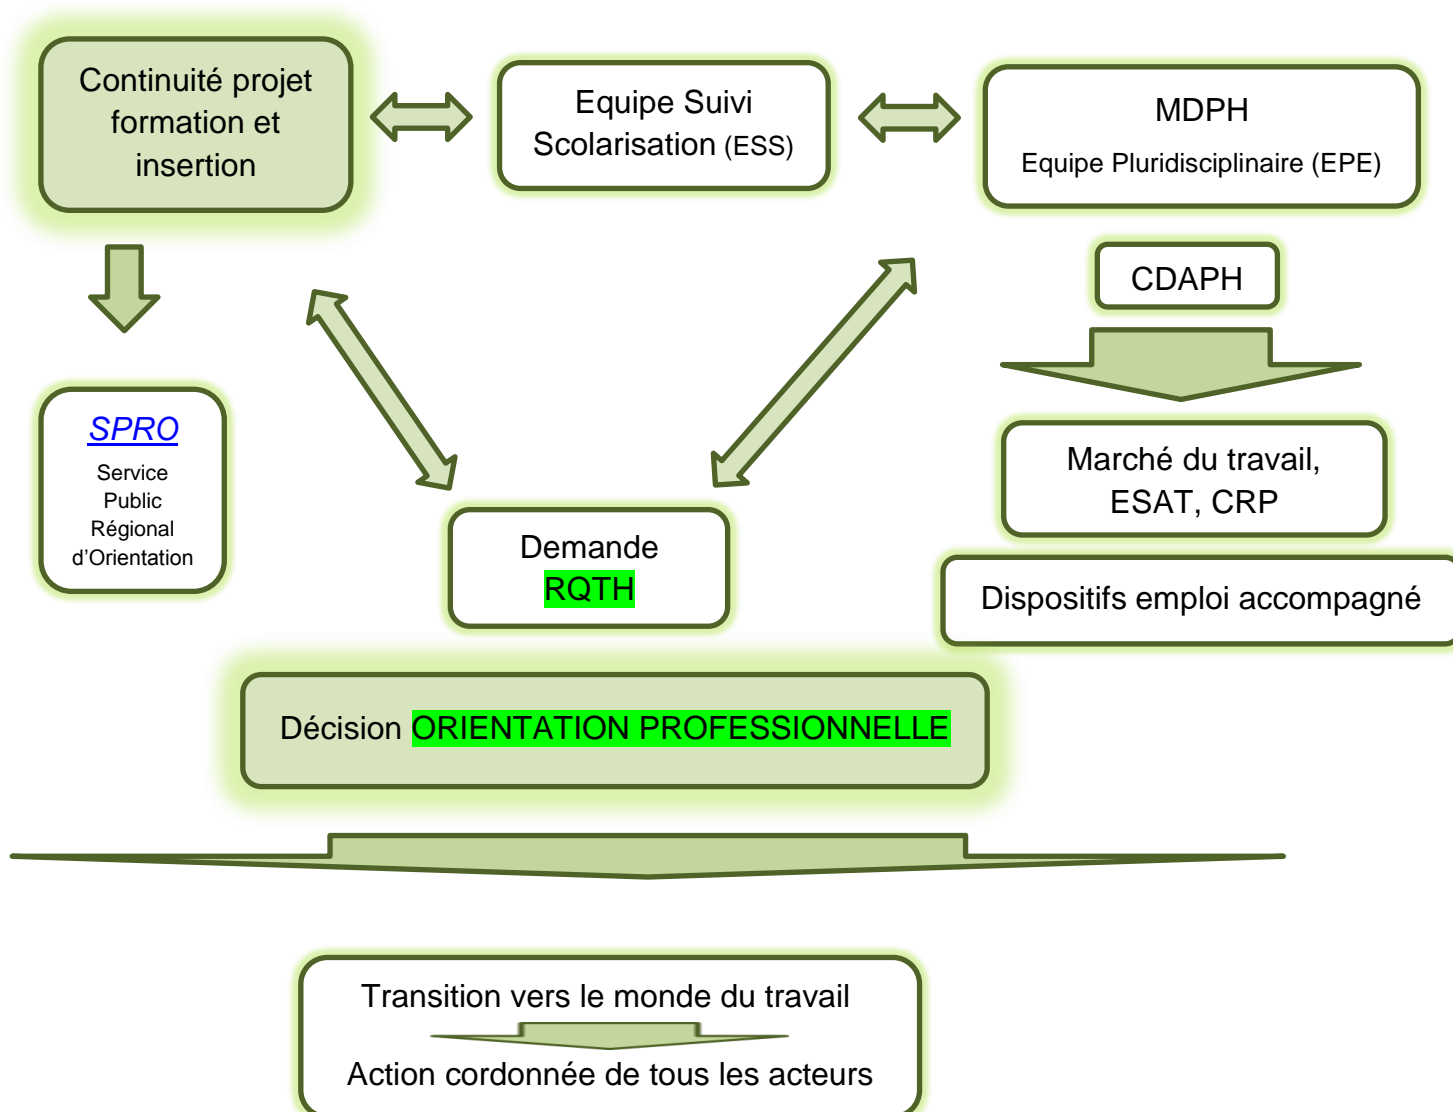 Continuité projet
formation et
insertion
Equipe Suivi
Scolarisation (ESS)
MDPH
Equipe Pluridisciplinaire (EPE)
CDAPH
SPRO
Service
Public
Régional
d’Orientation
Marché du travail,
ESAT, CRP
Demande
RQTH
Dispositifs emploi accompagné
Décision ORIENTATION PROFESSIONNELLE
Transition vers le monde du travail
Action cordonnée de tous les acteurs